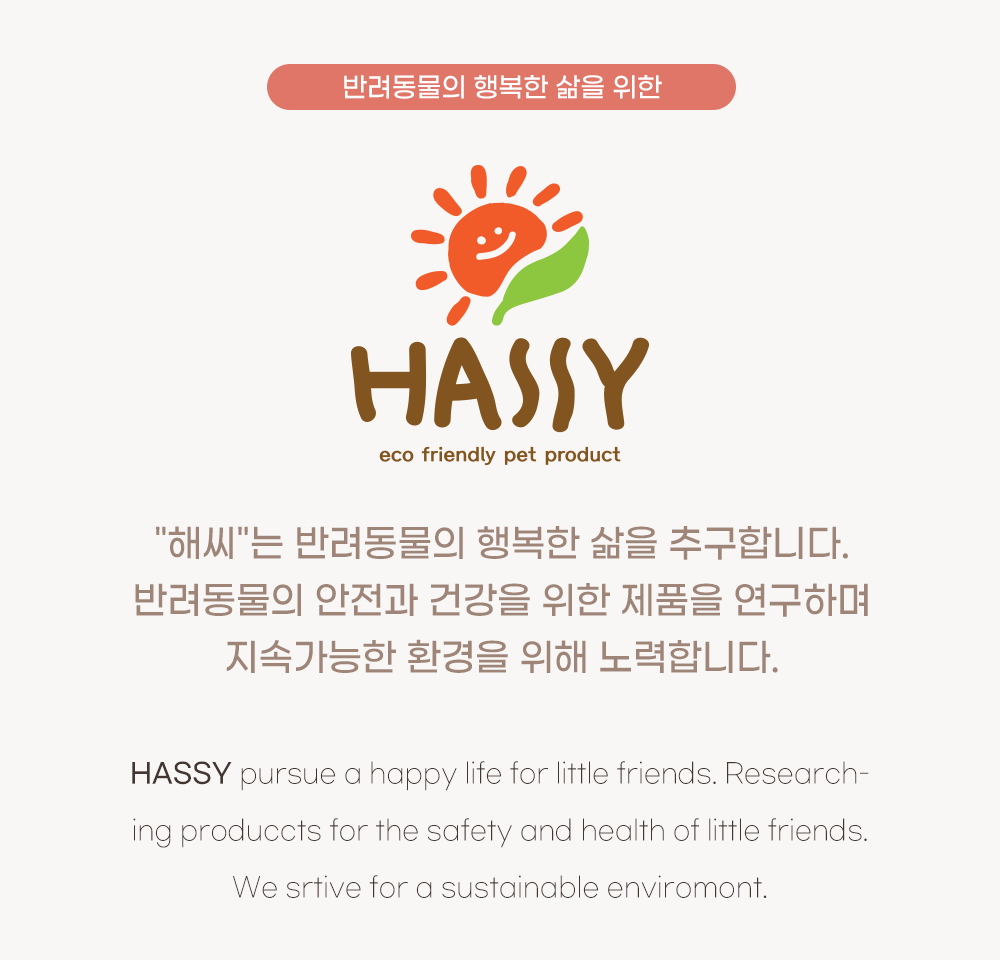 반려동물의 행복한 삶을 위한
HASSY
eco friendly pet product
"해씨"는 반려동물의 행복한 삶을 추구합니다.
반려동물의 안전과 건강을 위한 제품을 연구하며
지속가능한 환경을 위해 노력합니다.
HASSY pursue a happy life for little friends. Research-
ing produccts for the safety and health of little friends.
We srtive for a sustainable enviromont.